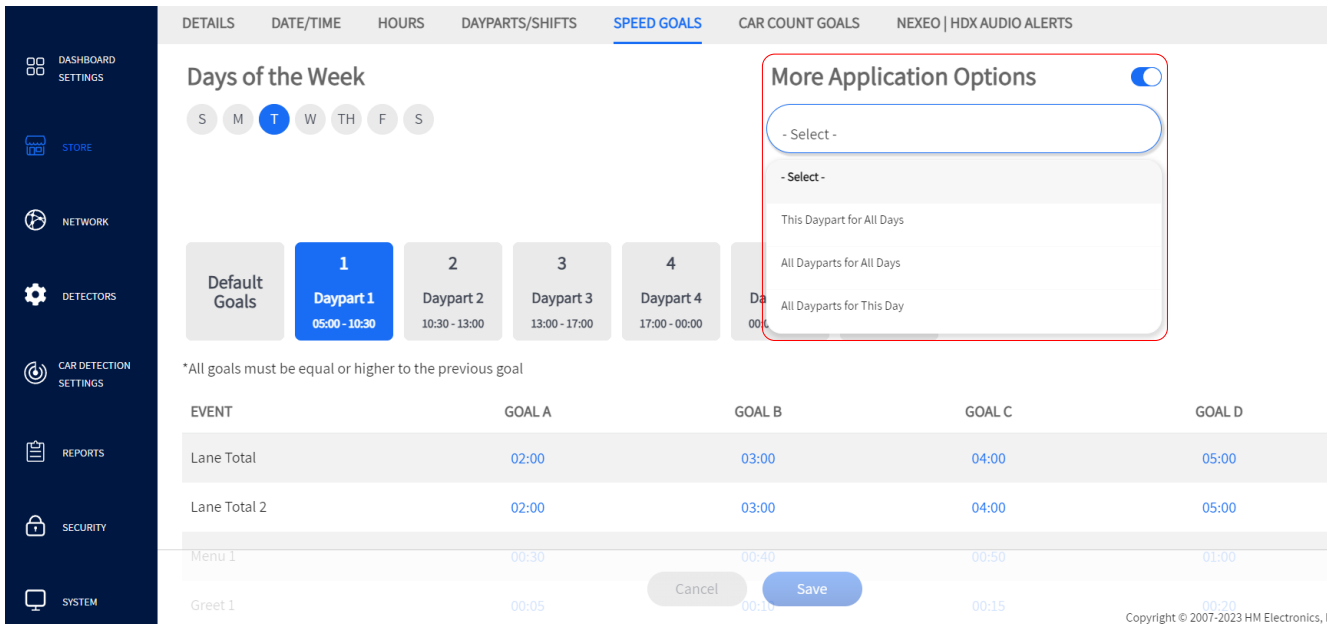 DETAILS DATE/TIME HOURS DAYPARTS/SHIFTS SPEED GOALS CAR COUNT GOALS NEXEO | HDX AUDIO ALERTS
DASHBOARD
SETTINGS
STORE
NETWORK
DETECTORS
CAR DETECTION
SETTINGS
REPORTS
SECURITY
SYSTEM
Days of the Week
S M T W TH F S
More Application Options
- Select -
- Select -
This Daypart for All Days
All Dayparts for All Days
All Dayparts for This Day
Default
Goals
1
Daypart 1
05:00 - 10:30
2
Daypart 2
10:30 - 13:00
3
Daypart 3
13:00 - 17:00
4
Daypart 4
17:00 - 00:00
Da
00:0
*All goals must be equal or higher to the previous goal
EVENT GOAL A GOAL B GOAL C GOAL D
Lane Total 02:00 03:00 04:00 05:00
Lane Total 2 02:00 03:00 04:00 05:00
Menu 1 00:30 00:40 00:50 01:00
Greet 1 00:05 00:10 00:15 00:20
Cancel Save
Copyright © 2007-2023 HM Electronics,